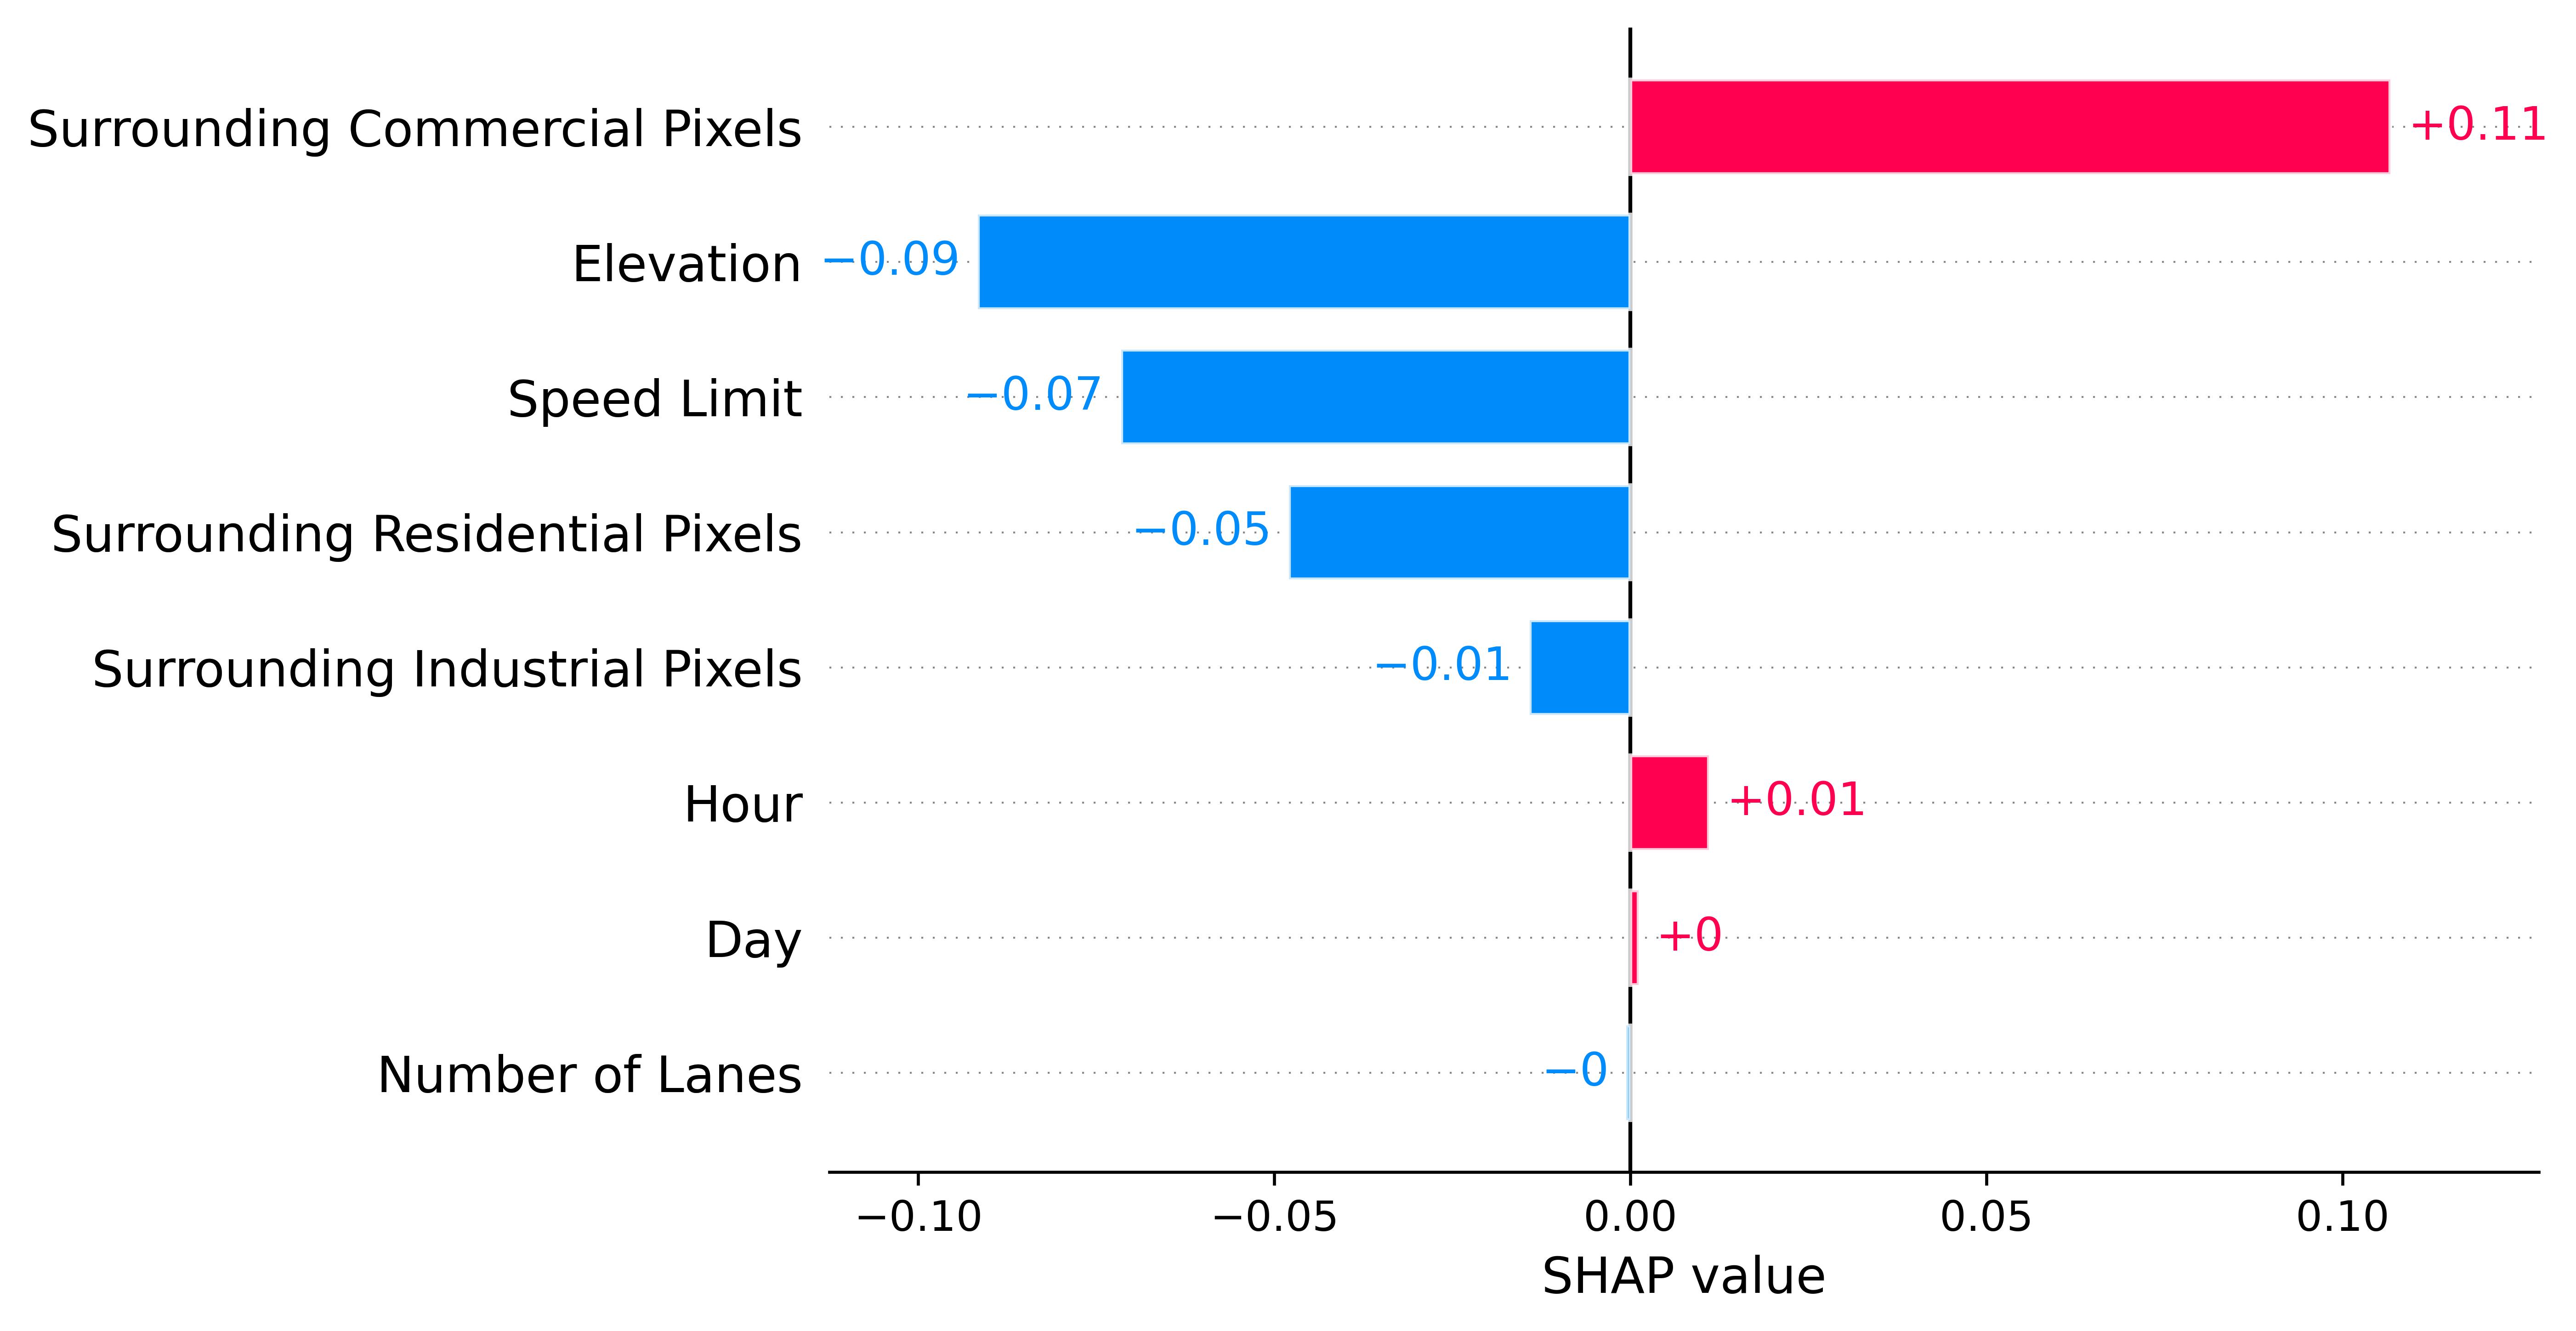 Surrounding Commercial Pixels +0.11
Elevation −0.09
Speed Limit −0.07
Surrounding Residential Pixels −0.05
Surrounding Industrial Pixels −0.01
Hour +0.01
Day +0
Number of Lanes −0
−0.10 −0.05 0.00 0.05 0.10
SHAP value